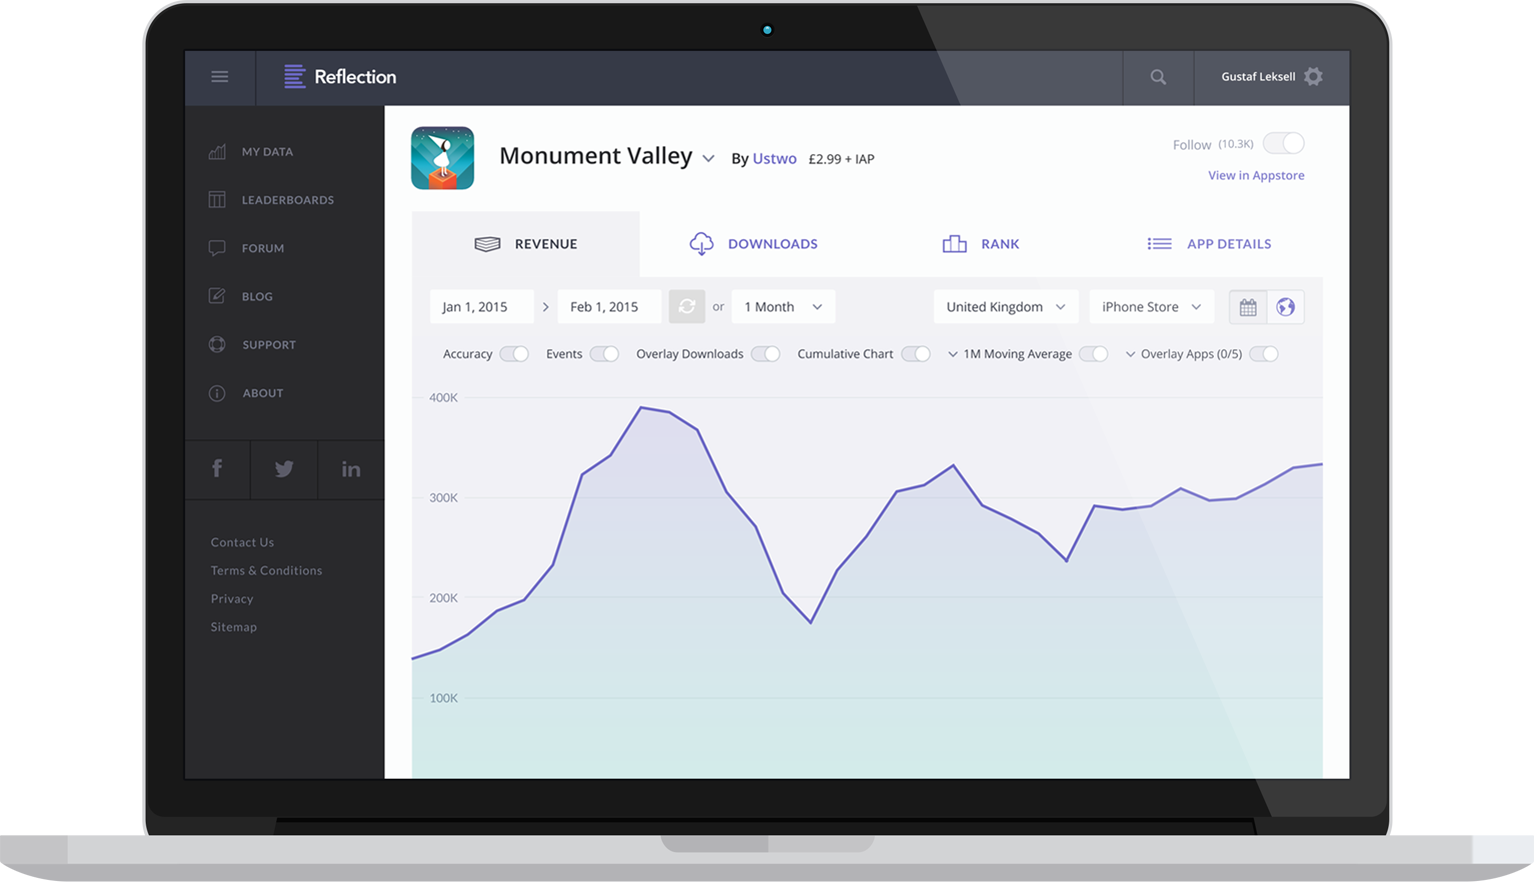 Reflection
Gustaf Leksell
MY DATA
LEADERBOARDS
FORUM
BLOG
SUPPORT
ABOUT
f
in
Contact Us
Terms & Conditions
Privacy
Sitemap
Monument Valley
By Ustwo £2.99 + IAP
Follow (10.3K)
View in Appstore
REVENUE DOWNLOADS RANK APP DETAILS
Jan 1, 2015 > Feb 1, 2015 or 1 Month United Kingdom iPhone Store
Accuracy Events Overlay Downloads Cumulative Chart 1M Moving Average Overlay Apps (0/5)
400K
300K
200K
100K